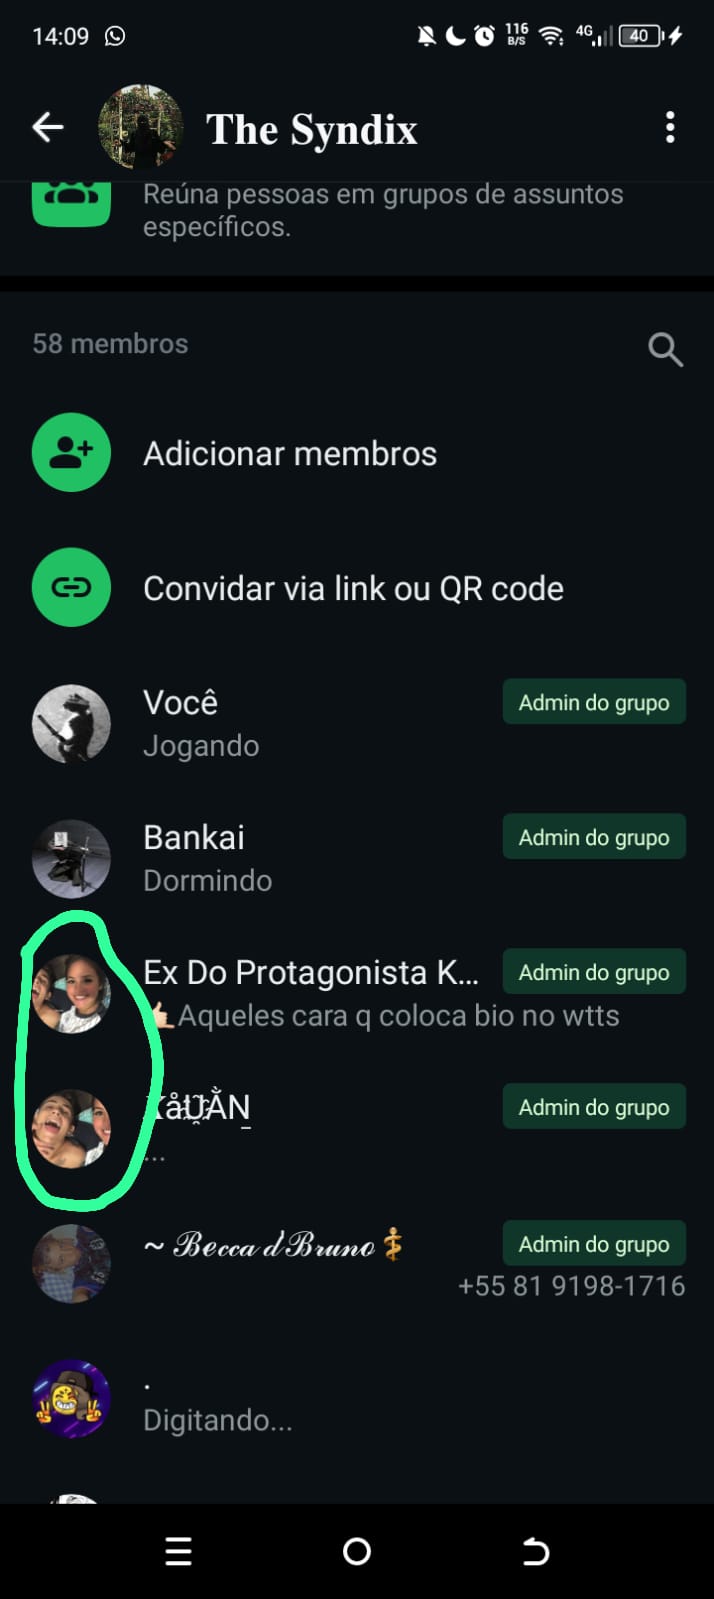 14:09 116 B/S 4G 40
The Syndix
Reúna pessoas em grupos de assuntos
específicos.
58 membros
Adicionar membros
Convidar via link ou QR code
Você Admin do grupo
Jogando
Bankai Admin do grupo
Dormindo
Ex Do Protagonista K... Admin do grupo
🤙🏻Aqueles cara q coloca bio no wtts
Admin do grupo
...
~ 𝓑𝓮𝓬𝓬𝓪 𝓭'𝓑𝓻𝓾𝓷𝓸⚕️ Admin do grupo
+55 81 9198-1716
.
Digitando...